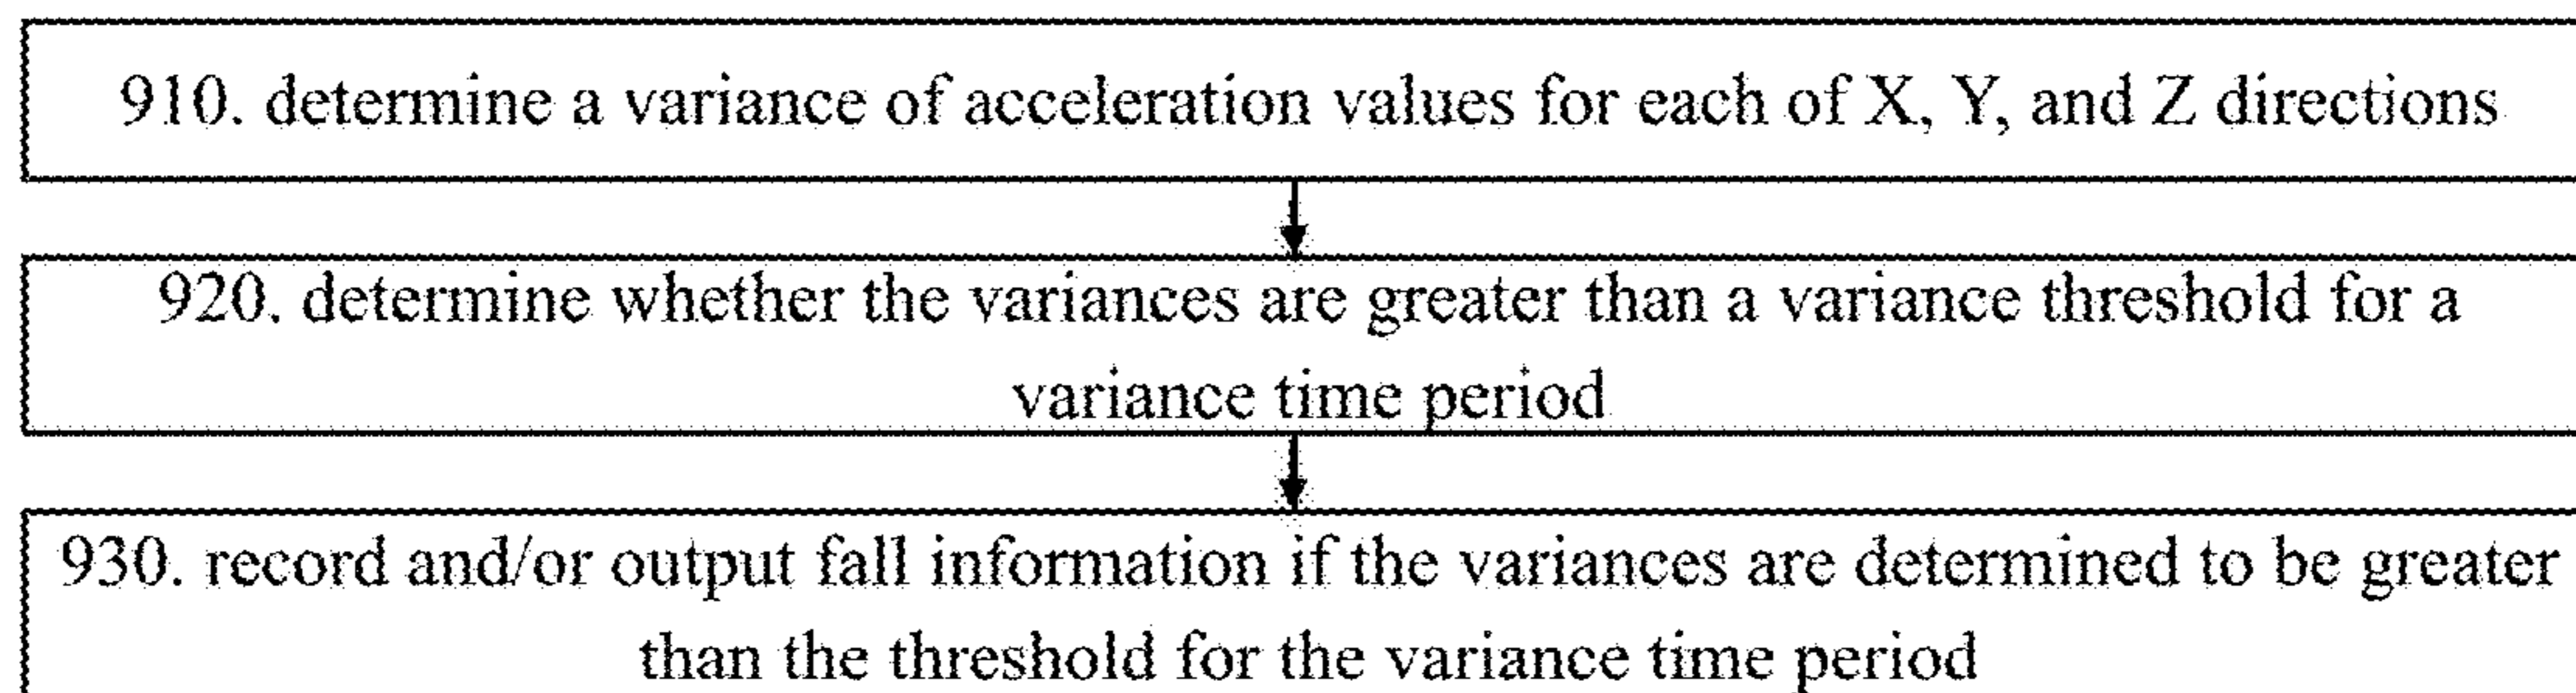 910. determine a variance of acceleration values for each of X, Y, and Z directions
920. determine whether the variances are greater than a variance threshold for a
variance time period
930. record and/or output fall information if the variances are determined to be greater
than the threshold for the variance time period